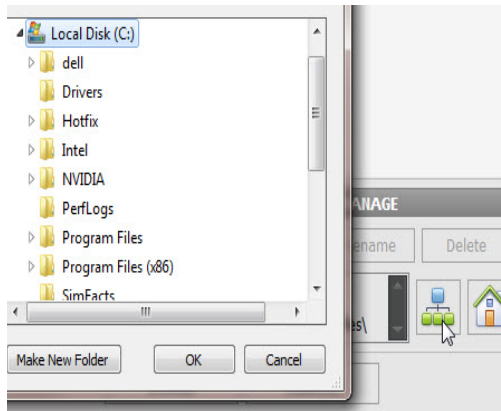 Local Disk (C:)
dell
Drivers
Hotfix
Intel
NVIDIA
PerfLogs
Program Files
Program Files (x86)
SimFacts
MANAGE
ename
Delete
es\
Make New Folder
OK
Cancel